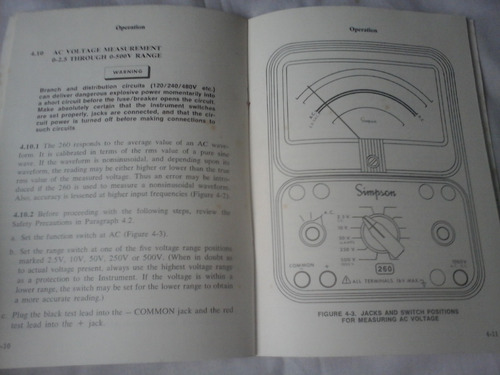 Operation
4.10 AC VOLTAGE MEASUREMENT
0-2.5 THROUGH 0-500V RANGE
WARNING
Branch and distribution circuits (120/240/480V etc.)
can deliver dangerous explosive power momentarily into
a short circuit before the fuse/breaker opens the circuit.
Make absolutely certain that the instrument switches
are set properly, jacks are connected, and that the cir-
cuit power is turned off before making connections to
such circuits
4.10.1 The 260 responds to the average value of an AC wave-
form. It is calibrated in terms of the rms value of a pure sine
wave. If the waveform is nonsinusoidal, and depending upon its
waveform, the reading may be either higher or lower than the true
rms value of the measured voltage. Thus an error may be intro-
duced if the 260 is used to measure a nonsinusoidal waveform.
Also, accuracy is lessened at higher input frequencies (Figure 4-2).
4.10.2 Before proceeding with the following steps, review the
Safety Precautions in Paragraph 4.2.
a. Set the function switch at AC (Figure 4-3).
b. Set the range switch at one of the five voltage range positions
marked 2.5V, 10V, 50V, 250V or 500V. (When in doubt as
to actual voltage present, always use the highest voltage range
as a protection to the Instrument. If the voltage is within a
lower range, the switch may be set for the lower range to obtain
a more accurate reading.)
c. Plug the black test lead into the − COMMON jack and the red
test lead into the + jack.
Operation
Simpson
Simpson
A.C.
2.5 V
10 V
50 V
250 V
500 V
COMMON
+
260
ALL TERMINALS
FIGURE 4-3. JACKS AND SWITCH POSITIONS
FOR MEASURING AC VOLTAGE
4-11